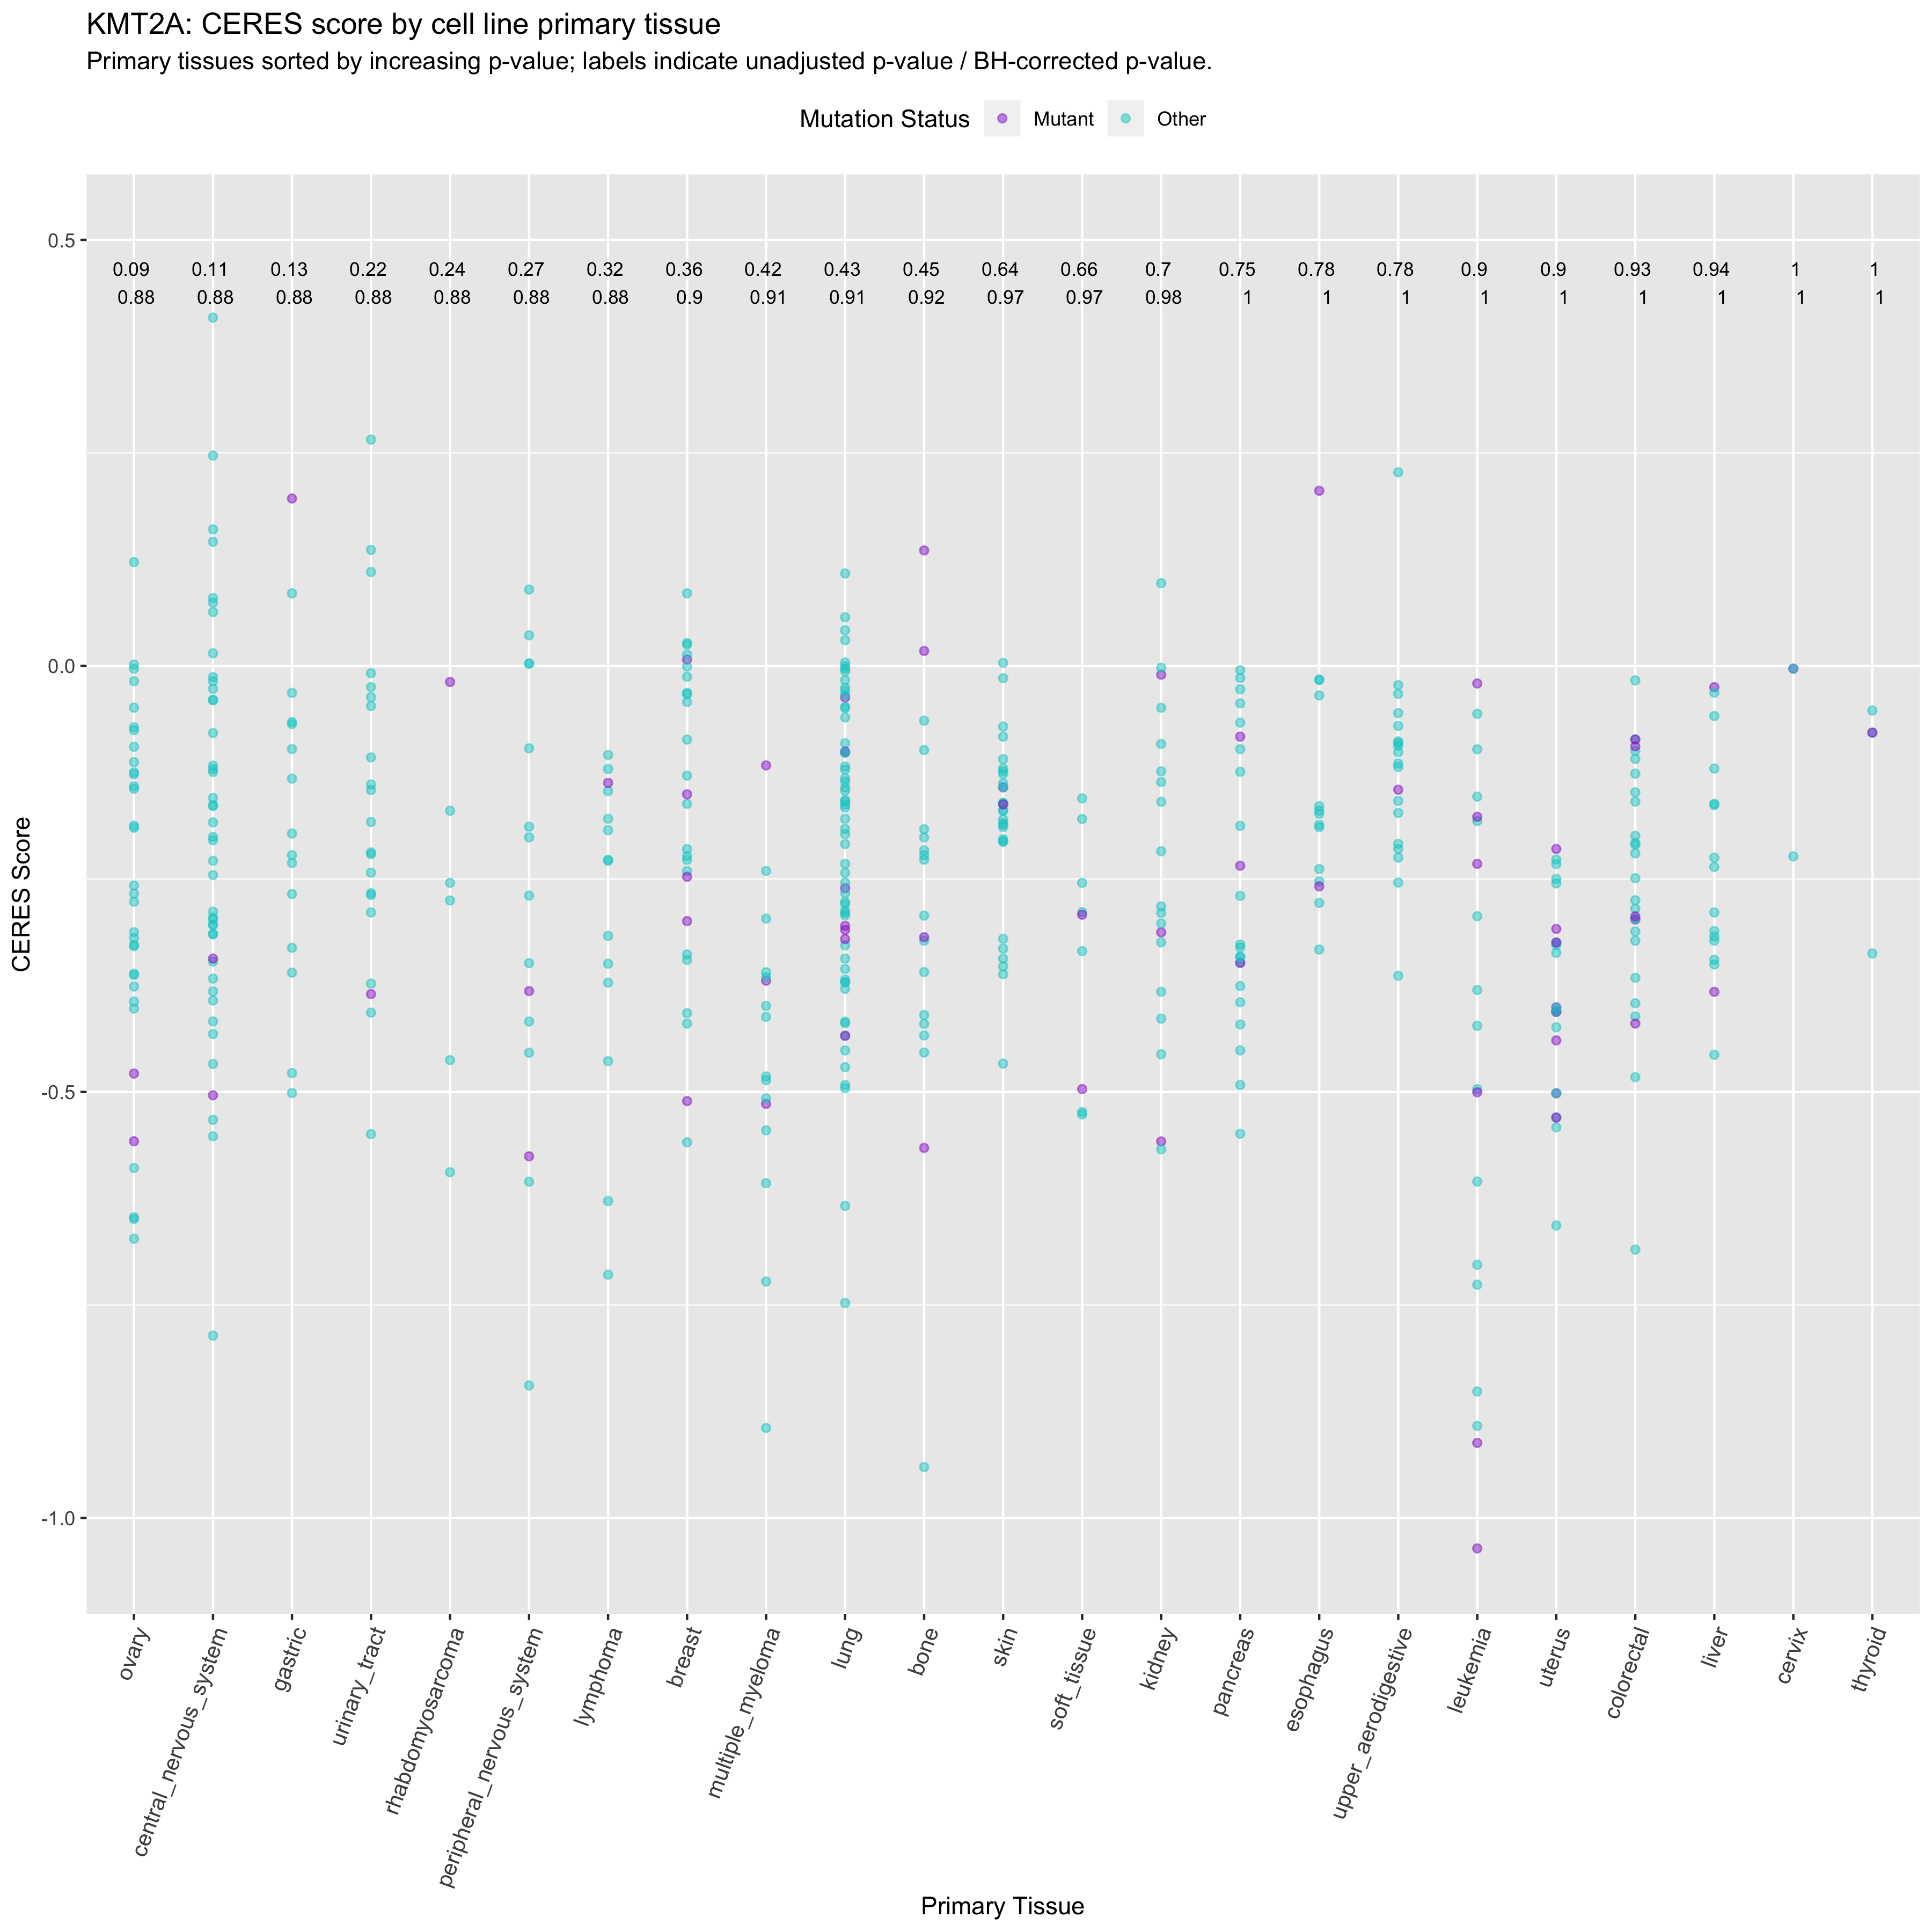 KMT2A: CERES score by cell line primary tissue
Primary tissues sorted by increasing p-value; labels indicate unadjusted p-value / BH-corrected p-value.
Mutation Status Mutant Other
0.5
0.09 0.11 0.13 0.22 0.24 0.27 0.32 0.36 0.42 0.43 0.45 0.64 0.66 0.7 0.75 0.78 0.78 0.9 0.9 0.93 0.94 1 1
0.88 0.88 0.88 0.88 0.88 0.88 0.88 0.9 0.91 0.91 0.92 0.97 0.97 0.98 1 1 1 1 1 1 1 1 1
0.0
CERES Score
-0.5
-1.0
ovary
central_nervous_system
gastric
urinary_tract
rhabdomyosarcoma
peripheral_nervous_system
lymphoma
breast
multiple_myeloma
lung
bone
skin
soft_tissue
kidney
pancreas
esophagus
upper_aerodigestive
leukemia
uterus
colorectal
liver
cervix
thyroid
Primary Tissue